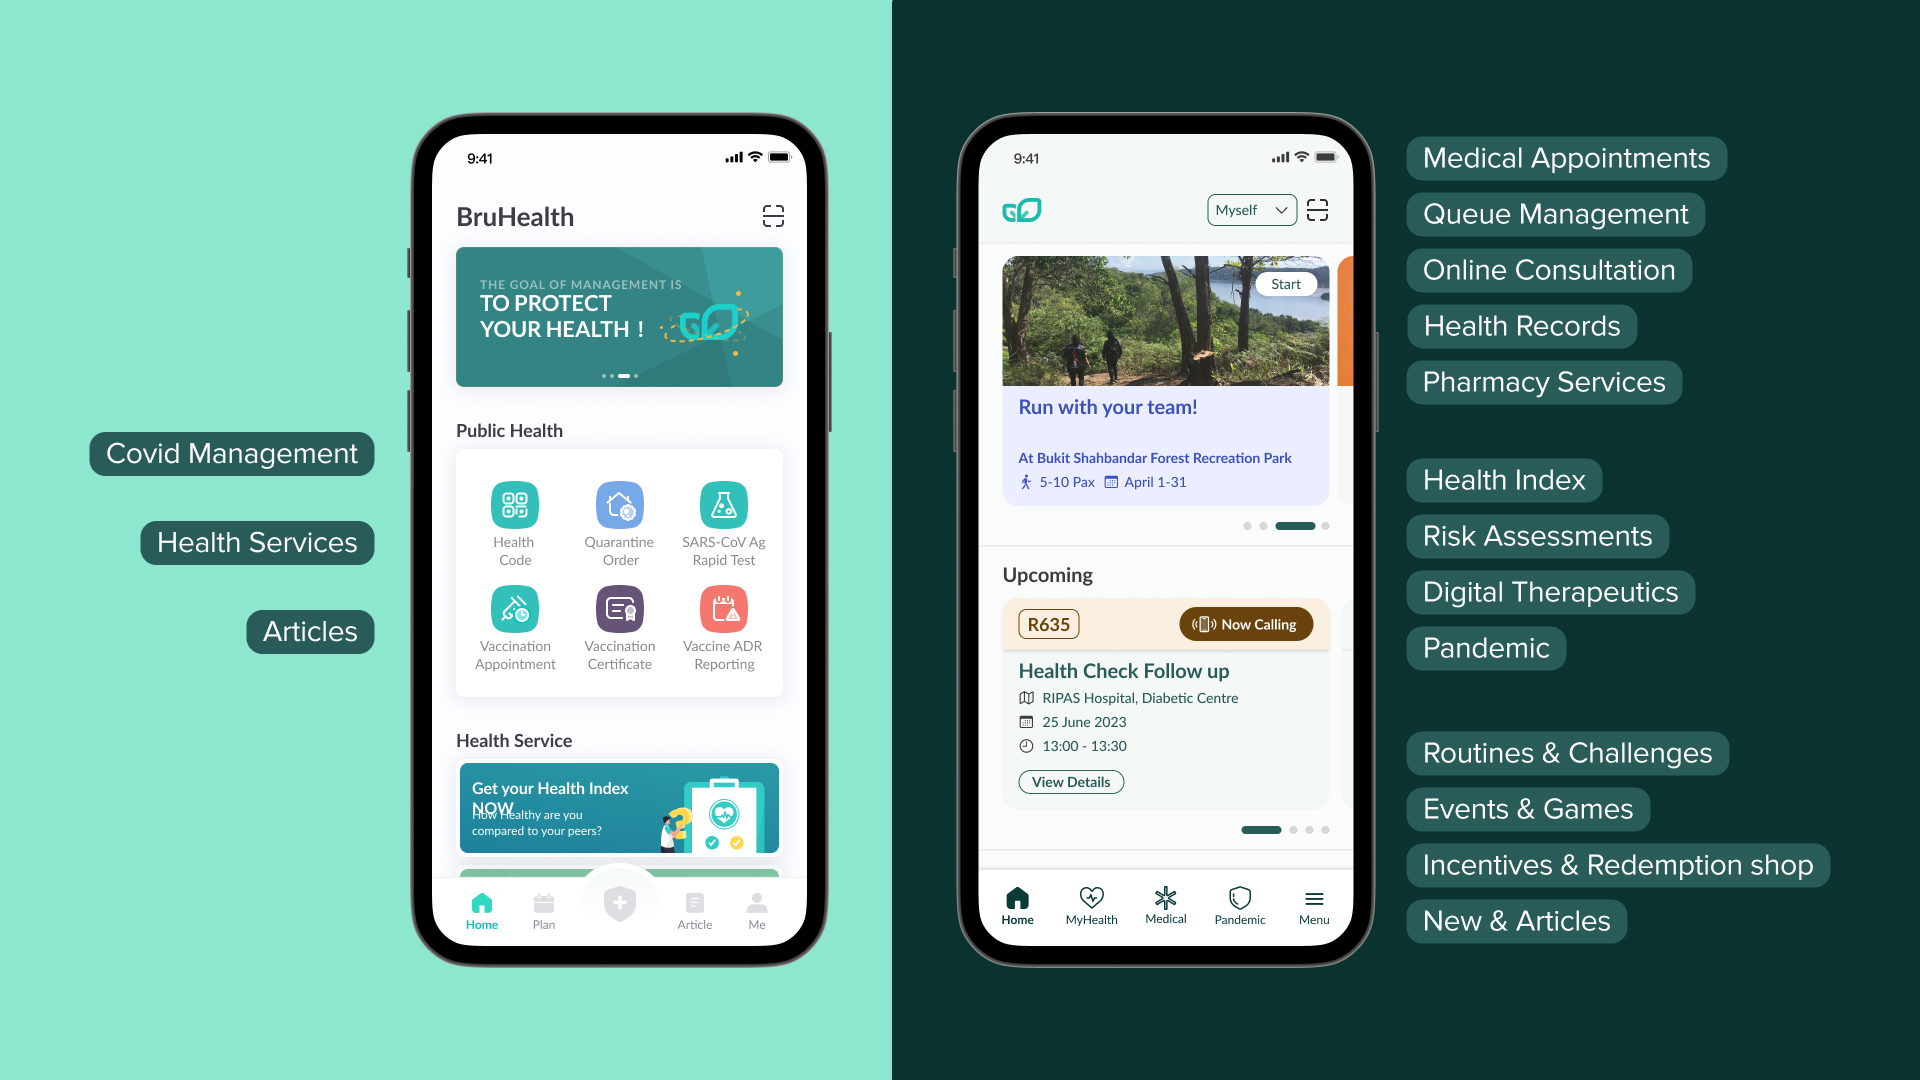 Covid Management
Health Services
Articles
9:41
BruHealth
THE GOAL OF MANAGEMENT IS
TO PROTECT
YOUR HEALTH !
Public Health
Health
Code
Quarantine
Order
SARS-CoV Ag
Rapid Test
Vaccination
Appointment
Vaccination
Certificate
Vaccine ADR
Reporting
Health Service
Get your Health Index
NOW
How Healthy are you
compared to your peers?
Home
Plan
Article
Me
9:41
Myself
Start
Run with your team!
At Bukit Shahbandar Forest Recreation Park
5-10 Pax
April 1-31
Upcoming
R635
Now Calling
Health Check Follow up
RIPAS Hospital, Diabetic Centre
25 June 2023
13:00 - 13:30
View Details
Home
MyHealth
Medical
Pandemic
Menu
Medical Appointments
Queue Management
Online Consultation
Health Records
Pharmacy Services
Health Index
Risk Assessments
Digital Therapeutics
Pandemic
Routines & Challenges
Events & Games
Incentives & Redemption shop
New & Articles